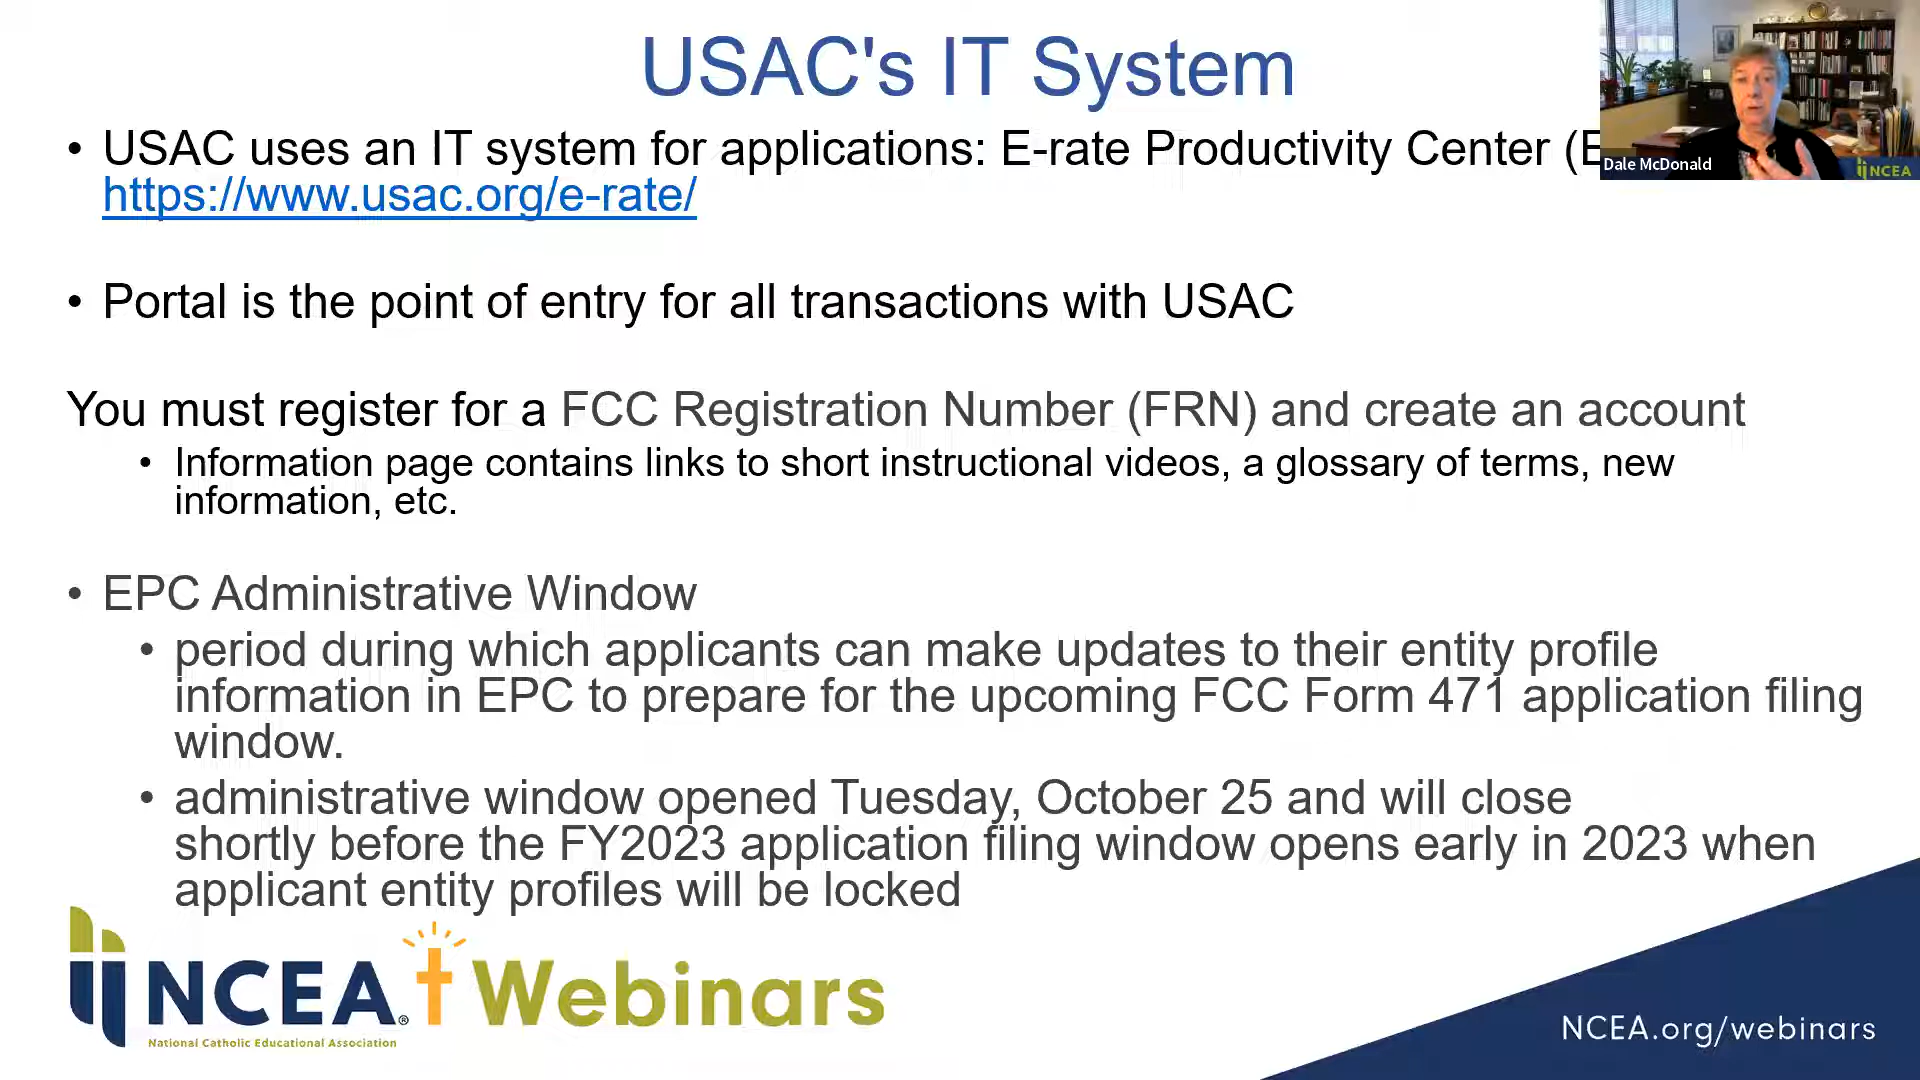 USAC's IT System
• USAC uses an IT system for applications: E-rate Productivity Center (E
https://www.usac.org/e-rate/
• Portal is the point of entry for all transactions with USAC
You must register for a FCC Registration Number (FRN) and create an account
• Information page contains links to short instructional videos, a glossary of terms, new
information, etc.
• EPC Administrative Window
• period during which applicants can make updates to their entity profile
information in EPC to prepare for the upcoming FCC Form 471 application filing
window.
• administrative window opened Tuesday, October 25 and will close
shortly before the FY2023 application filing window opens early in 2023 when
applicant entity profiles will be locked
Dale McDonald
NCEA
NCEA® Webinars
National Catholic Educational Association
NCEA.org/webinars